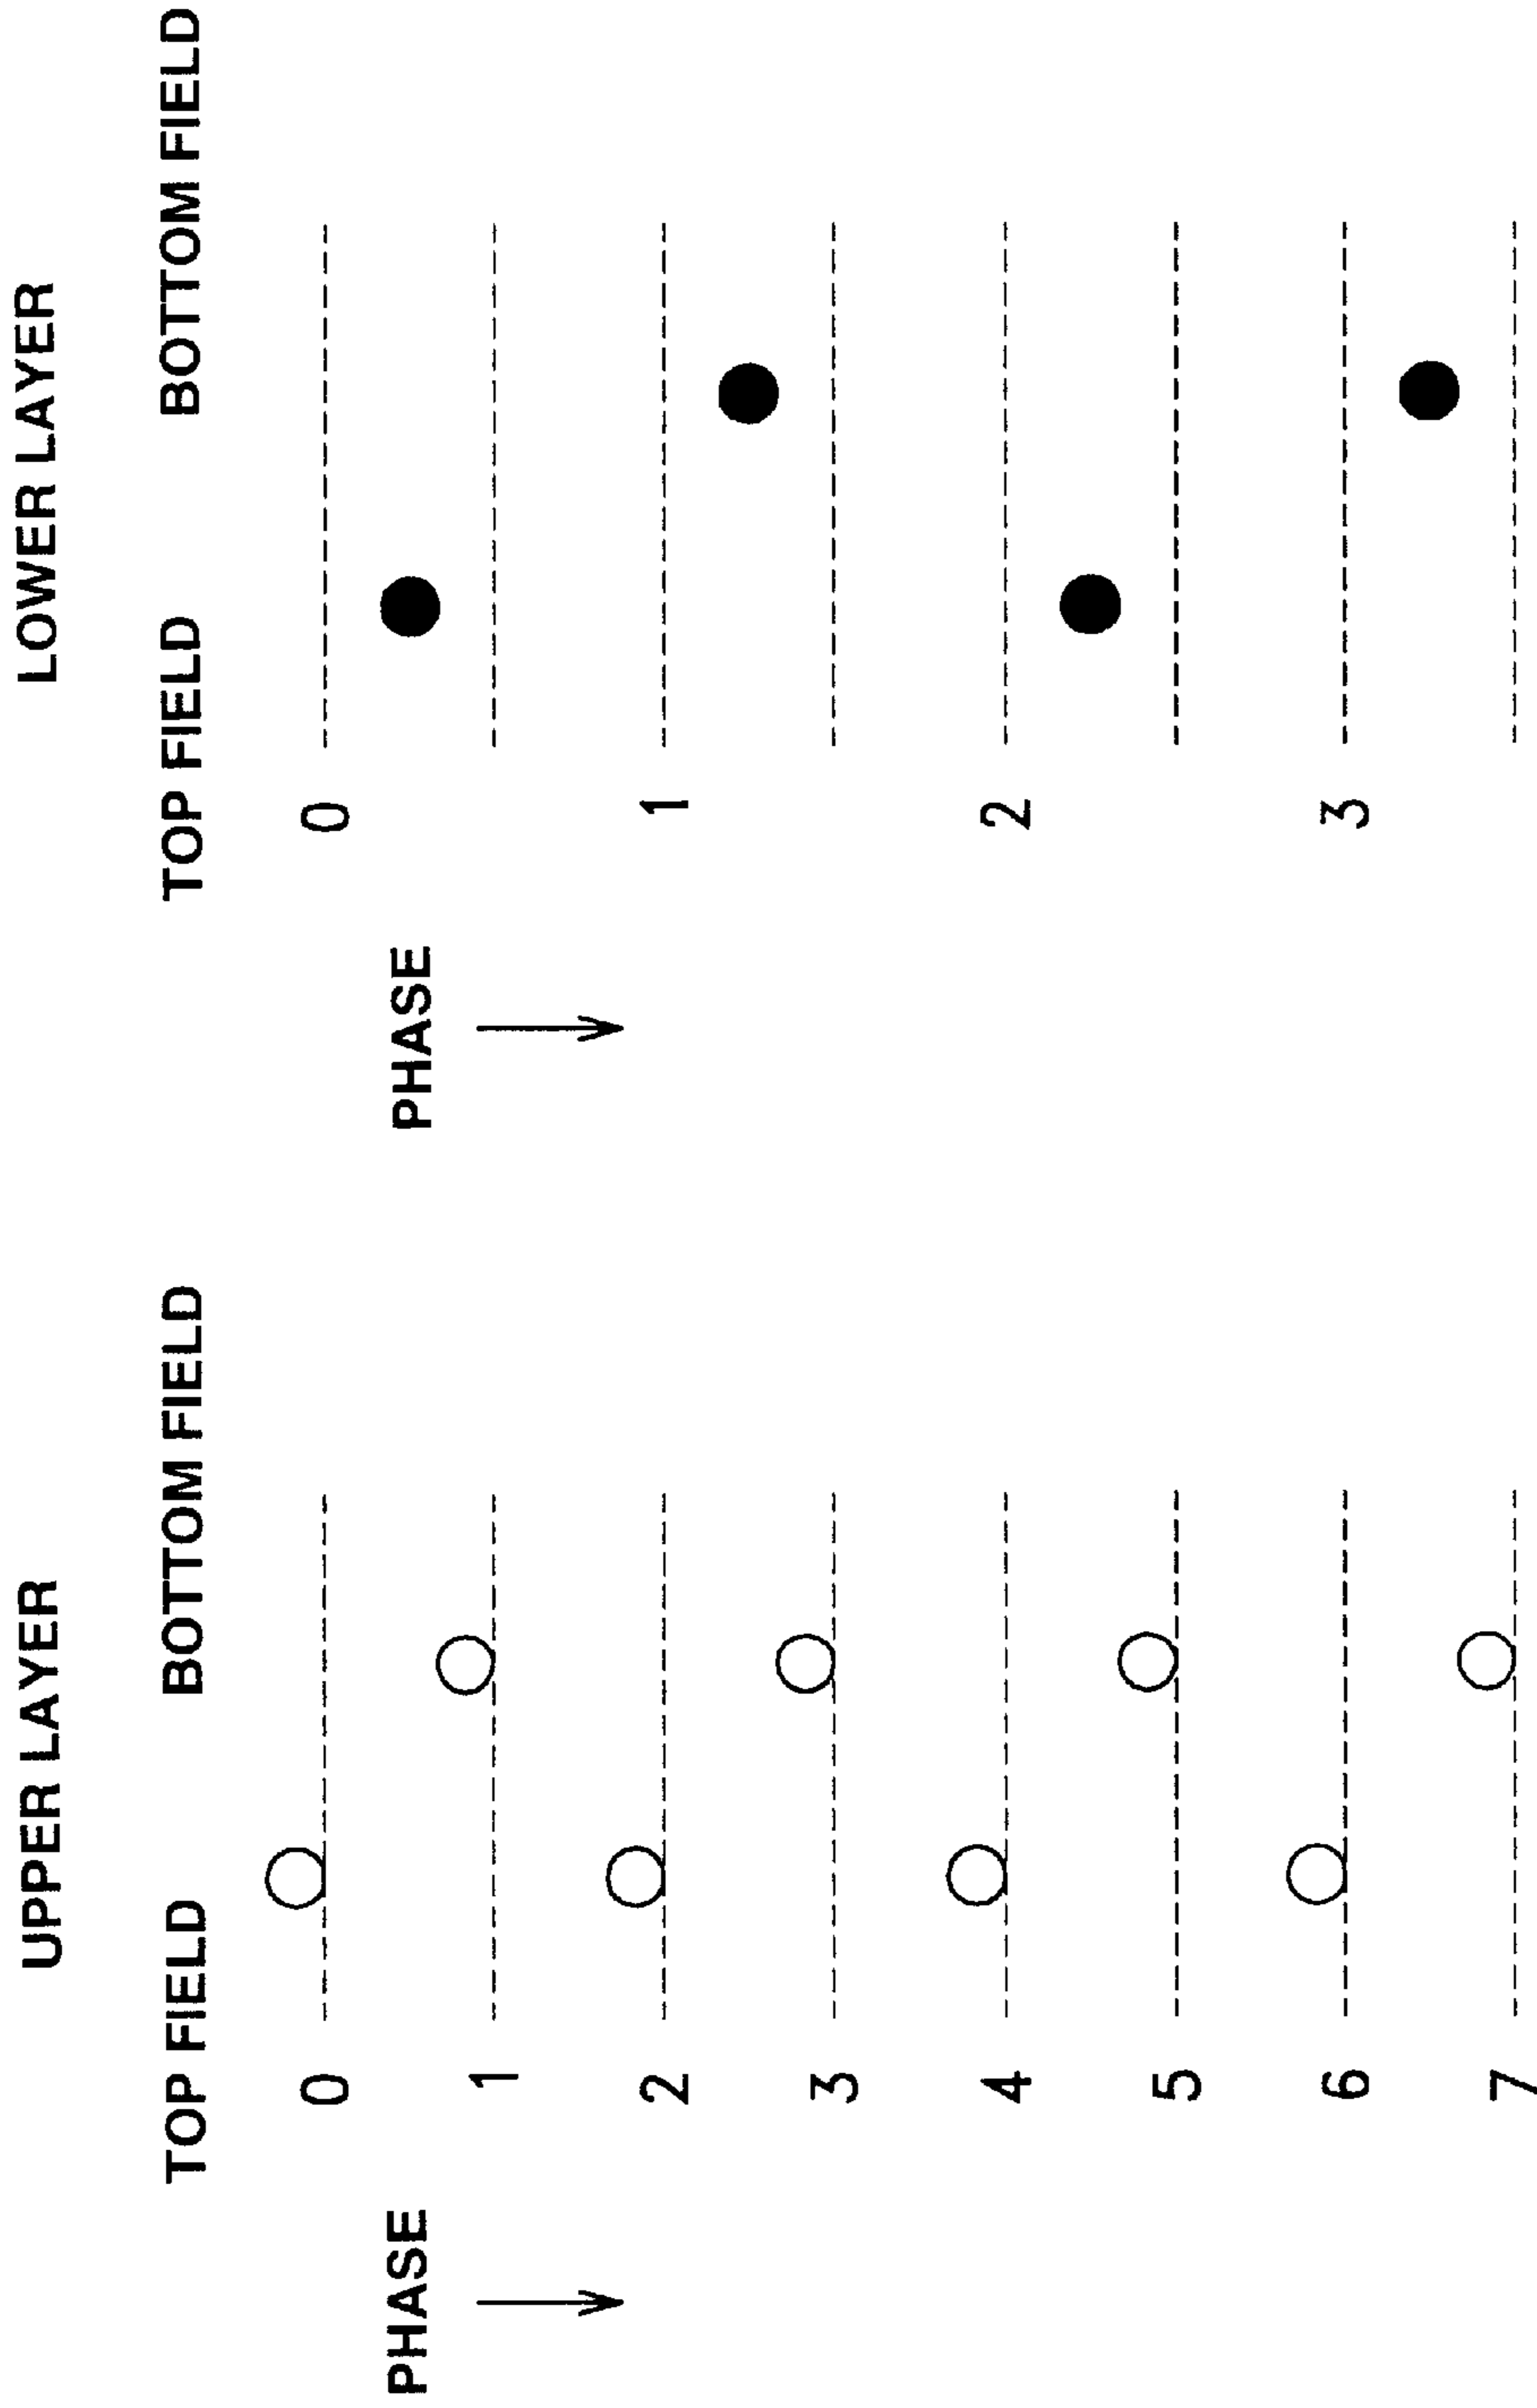 UPPER LAYER
TOP FIELD BOTTOM FIELD
PHASE
0
1
2
3
4
5
6
7
LOWER LAYER
TOP FIELD BOTTOM FIELD
PHASE
0
1
2
3